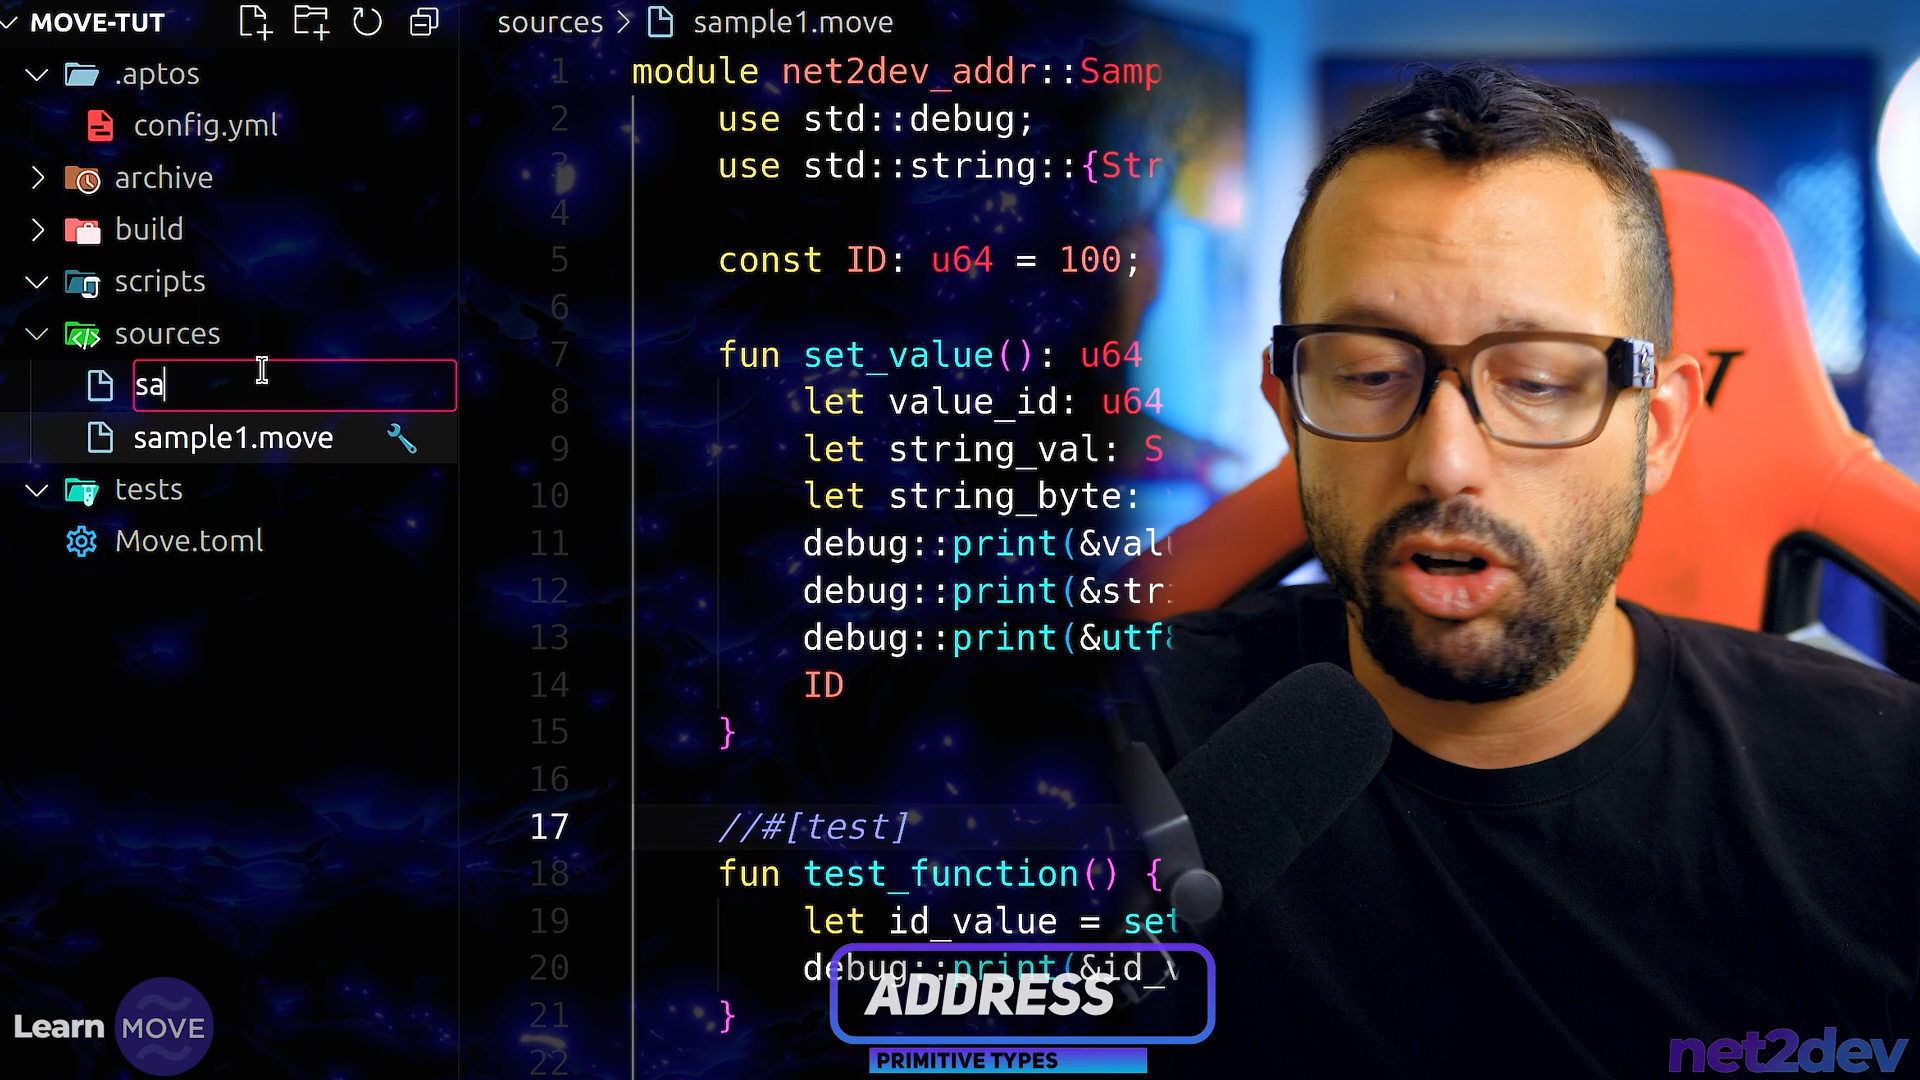 MOVE-TUT
.aptos
config.yml
archive
build
scripts
sources
sa
sample1.move
tests
Move.toml
sources > sample1.move
1 module net2dev_addr::Samp
2 use std::debug;
3 use std::string::{Str
4
5 const ID: u64 = 100;
6
7 fun set_value(): u64
8 let value_id: u64
9 let string_val: S
10 let string_byte:
11 debug::print(&val
12 debug::print(&str
13 debug::print(&utf8
14 ID
15 }
16
17 //#[test]
18 fun test_function() {
19 let id_value = set
20 debug::print(&id_v
21 }
22
ADDRESS
PRIMITIVE TYPES
Learn MOVE
net2dev